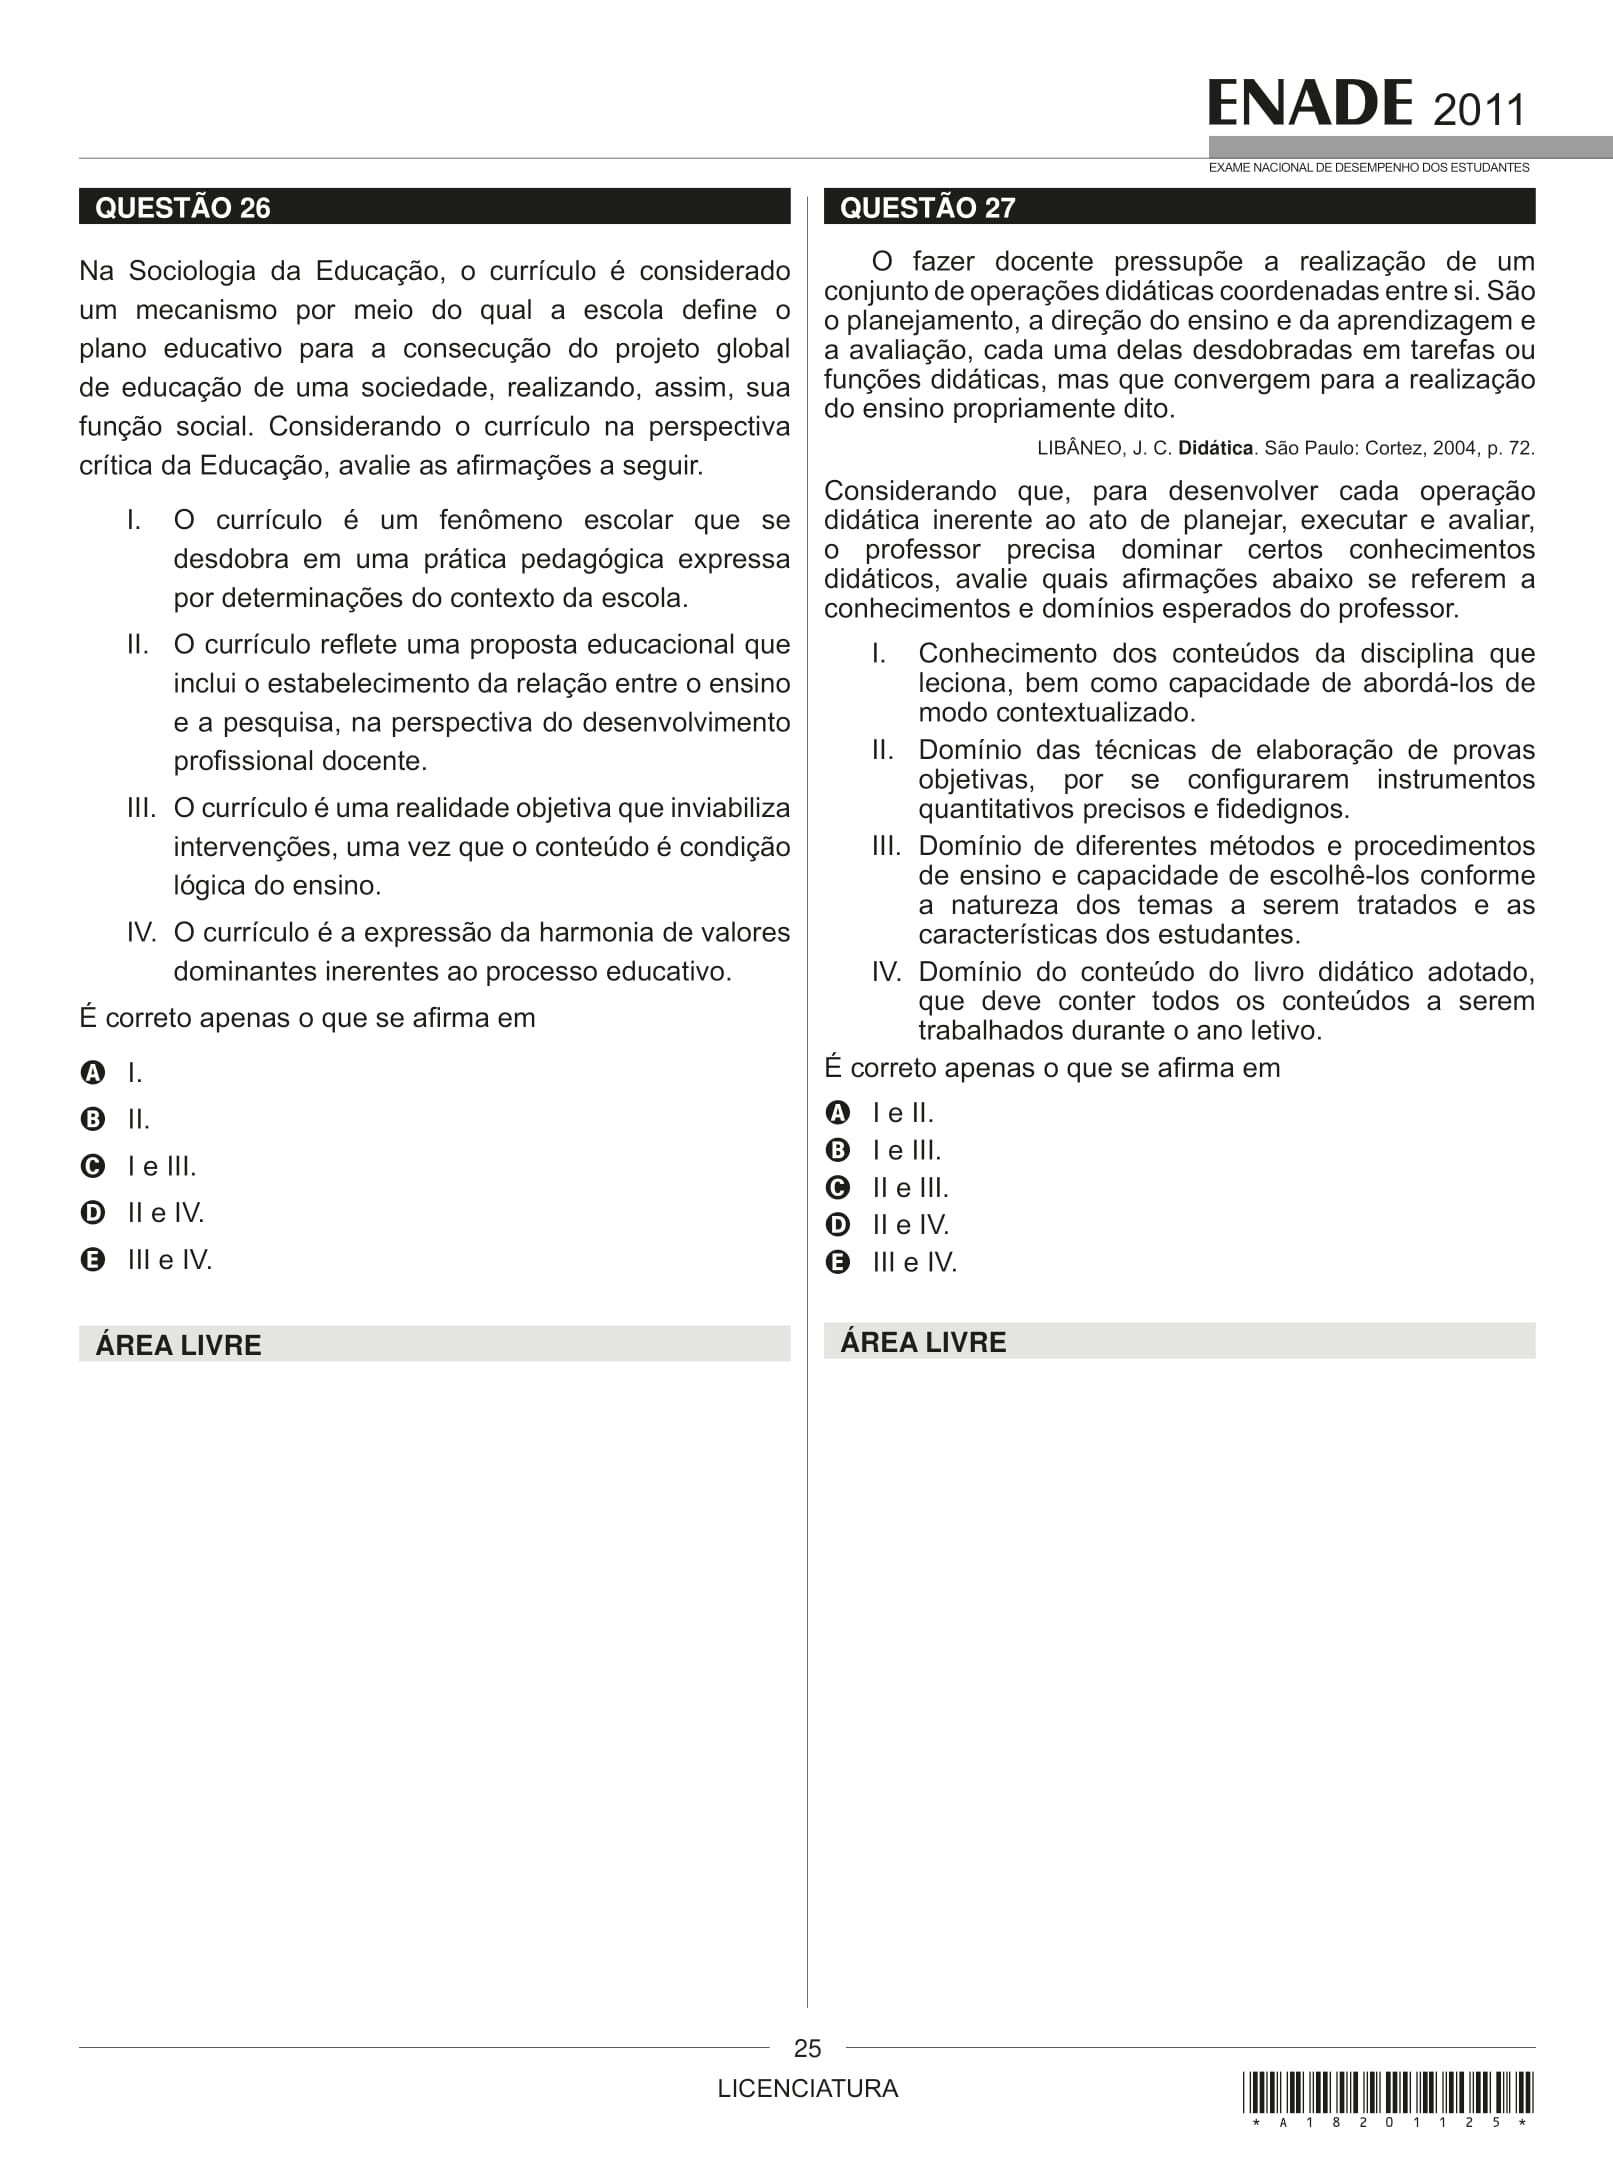 ENADE 2011
EXAME NACIONAL DE DESEMPENHO DOS ESTUDANTES
QUESTÃO 26
Na Sociologia da Educação, o currículo é considerado
um mecanismo por meio do qual a escola define o
plano educativo para a consecução do projeto global
de educação de uma sociedade, realizando, assim, sua
função social. Considerando o currículo na perspectiva
crítica da Educação, avalie as afirmações a seguir.
I. O currículo é um fenômeno escolar que se
desdobra em uma prática pedagógica expressa
por determinações do contexto da escola.
II. O currículo reflete uma proposta educacional que
inclui o estabelecimento da relação entre o ensino
e a pesquisa, na perspectiva do desenvolvimento
profissional docente.
III. O currículo é uma realidade objetiva que inviabiliza
intervenções, uma vez que o conteúdo é condição
lógica do ensino.
IV. O currículo é a expressão da harmonia de valores
dominantes inerentes ao processo educativo.
É correto apenas o que se afirma em
A I.
B II.
C I e III.
D II e IV.
E III e IV.
ÁREA LIVRE
QUESTÃO 27
O fazer docente pressupõe a realização de um
conjunto de operações didáticas coordenadas entre si. São
o planejamento, a direção do ensino e da aprendizagem e
a avaliação, cada uma delas desdobradas em tarefas ou
funções didáticas, mas que convergem para a realização
do ensino propriamente dito.
LIBÂNEO, J. C. Didática. São Paulo: Cortez, 2004, p. 72.
Considerando que, para desenvolver cada operação
didática inerente ao ato de planejar, executar e avaliar,
o professor precisa dominar certos conhecimentos
didáticos, avalie quais afirmações abaixo se referem a
conhecimentos e domínios esperados do professor.
I. Conhecimento dos conteúdos da disciplina que
leciona, bem como capacidade de abordá-los de
modo contextualizado.
II. Domínio das técnicas de elaboração de provas
objetivas, por se configurarem instrumentos
quantitativos precisos e fidedignos.
III. Domínio de diferentes métodos e procedimentos
de ensino e capacidade de escolhê-los conforme
a natureza dos temas a serem tratados e as
características dos estudantes.
IV. Domínio do conteúdo do livro didático adotado,
que deve conter todos os conteúdos a serem
trabalhados durante o ano letivo.
É correto apenas o que se afirma em
A I e II.
B I e III.
C II e III.
D II e IV.
E III e IV.
ÁREA LIVRE
25
LICENCIATURA
*A18201125*